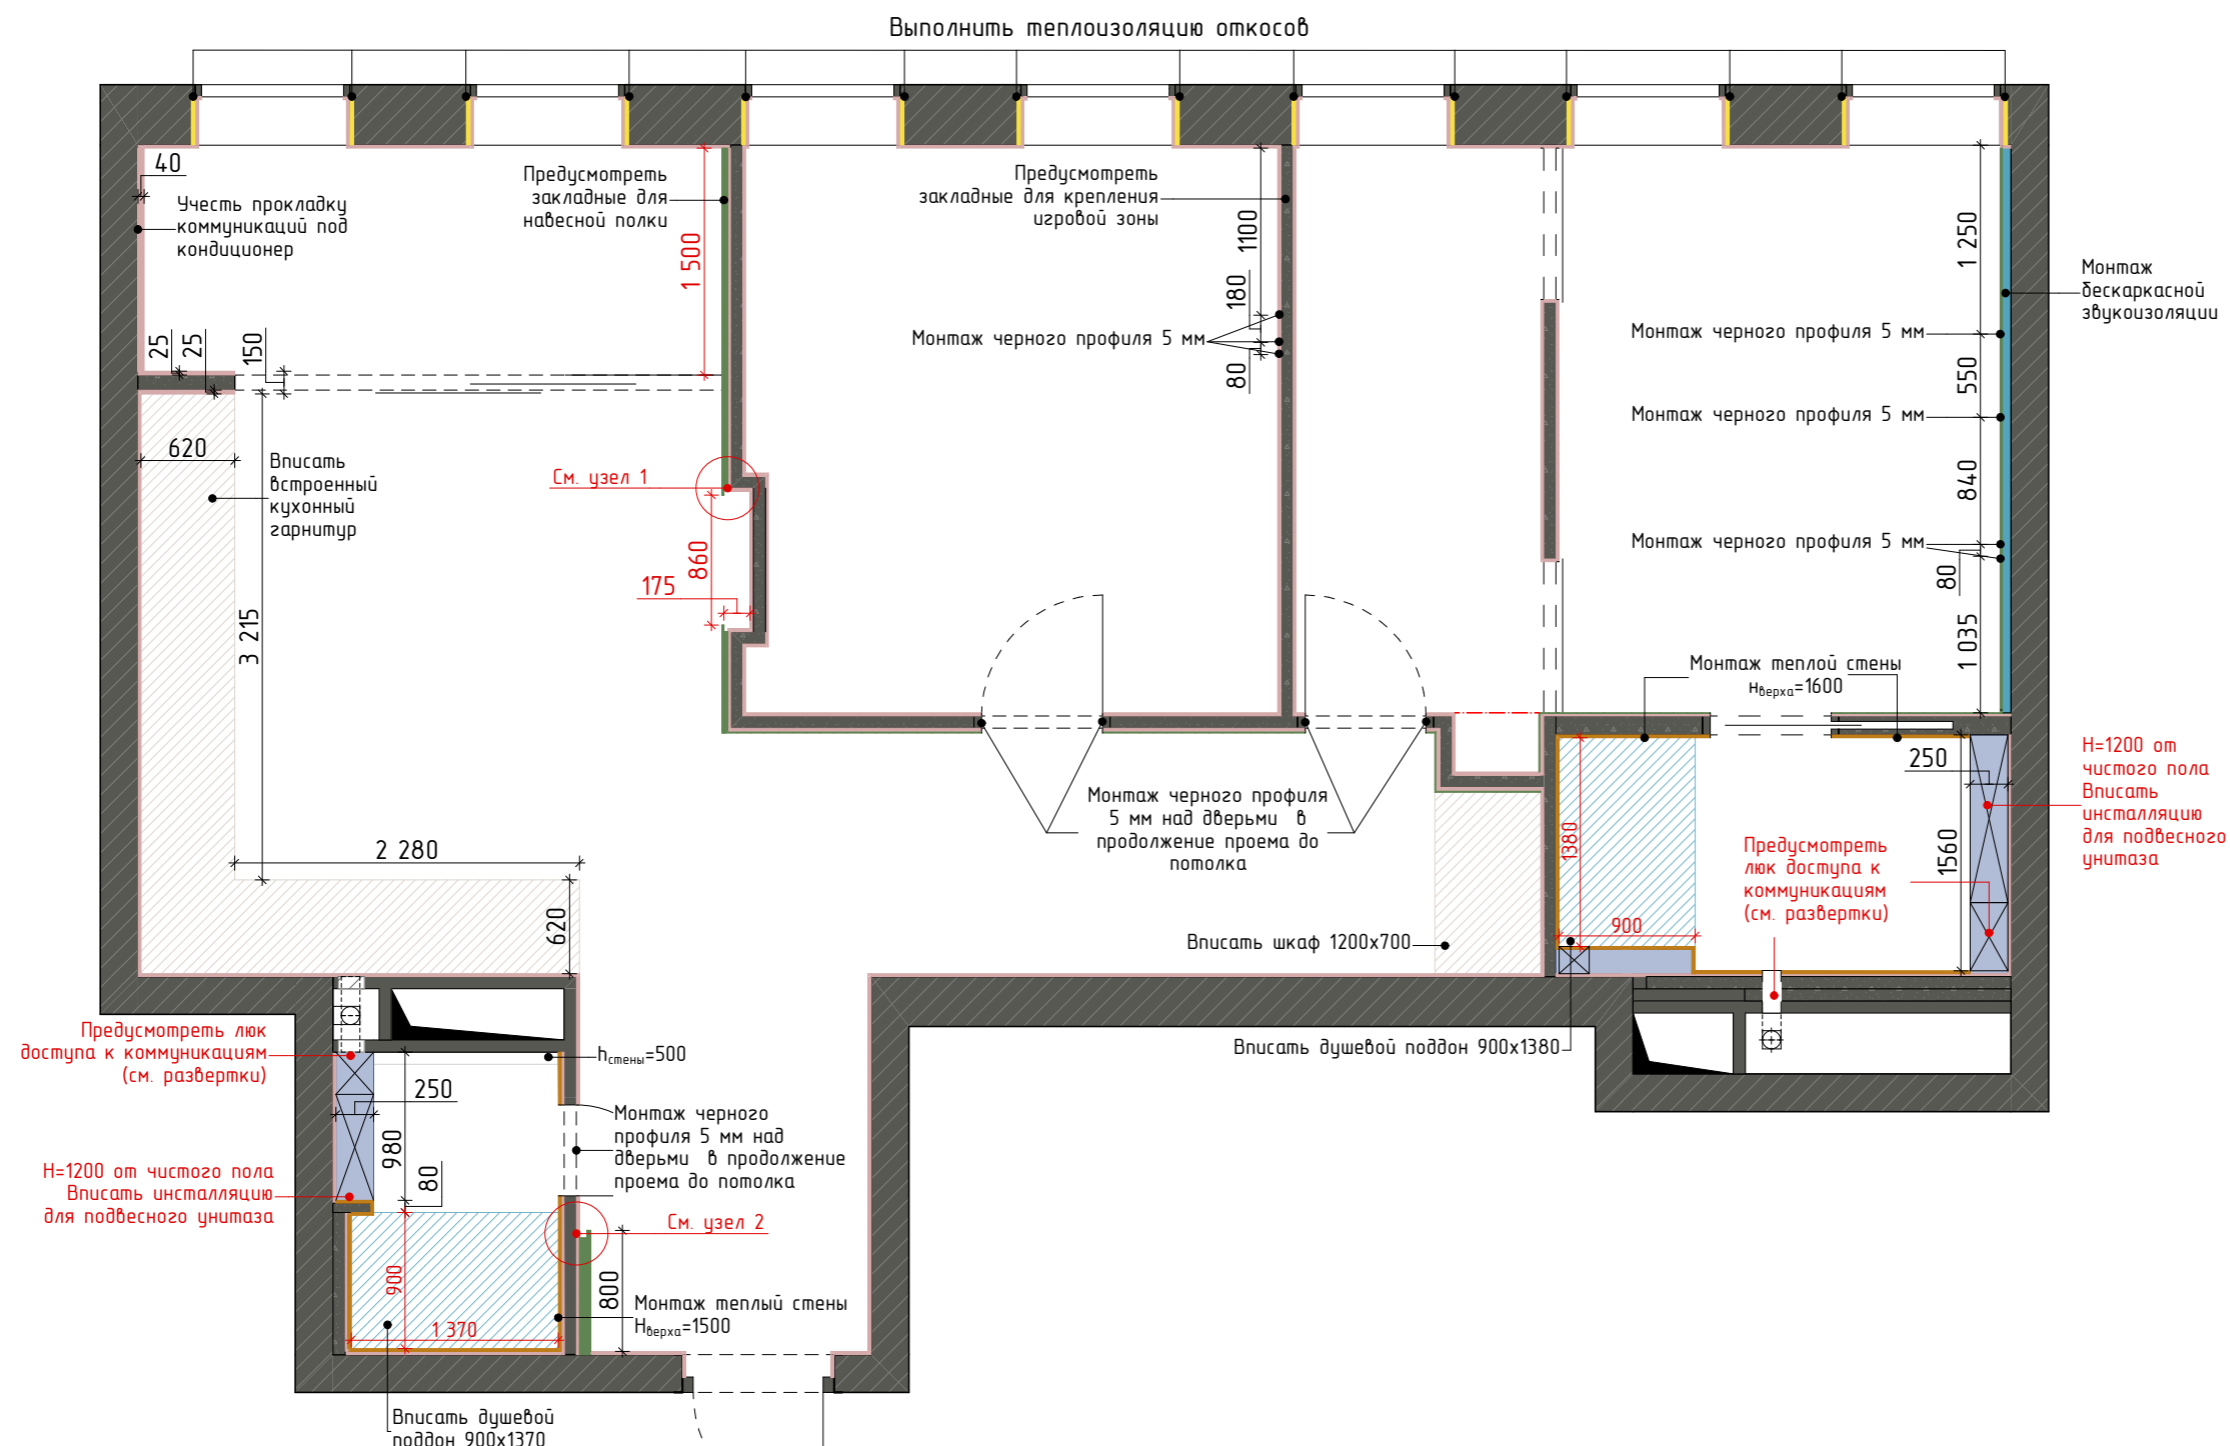 Выполнить теплоизоляцию откосов
40
Учесть прокладку
коммуникаций под
кондиционер
Предусмотреть
закладные для
навесной полки
1 500
Предусмотреть
закладные для крепления
игровой зоны
1100
180
80
Монтаж черного профиля 5 мм
1 250
Монтаж
бескаркасной
звукоизоляции
Монтаж черного профиля 5 мм
550
Монтаж черного профиля 5 мм
840
Монтаж черного профиля 5 мм
80
1 035
25
25
150
620
Вписать
встроенный
кухонный
гарнитур
См. узел 1
860
175
3 215
2 280
620
Монтаж теплой стены
нверха=1600
Монтаж черного профиля
5 мм над дверьми в
продолжение проема до
потолка
250
H=1200 от
чистого пола
Вписать
инсталляцию
для подвесного
унитаза
1380
Предусмотреть
люк доступа к
коммуникациям
(см. развертки)
1560
900
Вписать шкаф 1200х700
Вписать душевой поддон 900х1380
Предусмотреть люк
доступа к коммуникациям
(см. развертки)
hстены=500
250
980
80
Монтаж черного
профиля 5 мм над
дверьми в продолжение
проема до потолка
H=1200 от чистого пола
Вписать инсталляцию
для подвесного унитаза
См. узел 2
900
1 370
800
Монтаж теплый стены
Hверха=1500
Вписать душевой
поддон 900х1370